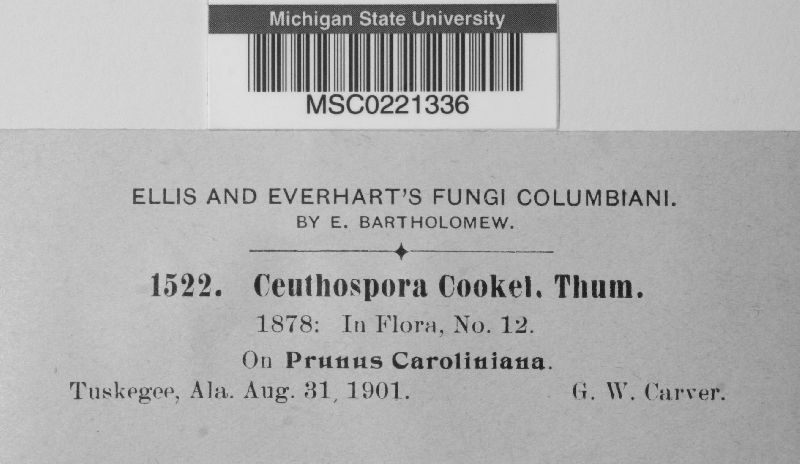 Michigan State University
MSC0221336
ELLIS AND EVERHART'S FUNGI COLUMBIANI.
BY E. BARTHOLOMEW.
1522. Ceuthospora Cookei. Thum.
1878: In Flora, No. 12.
On Prunus Caroliniana.
Tuskegee, Ala. Aug. 31, 1901. G. W. Carver.